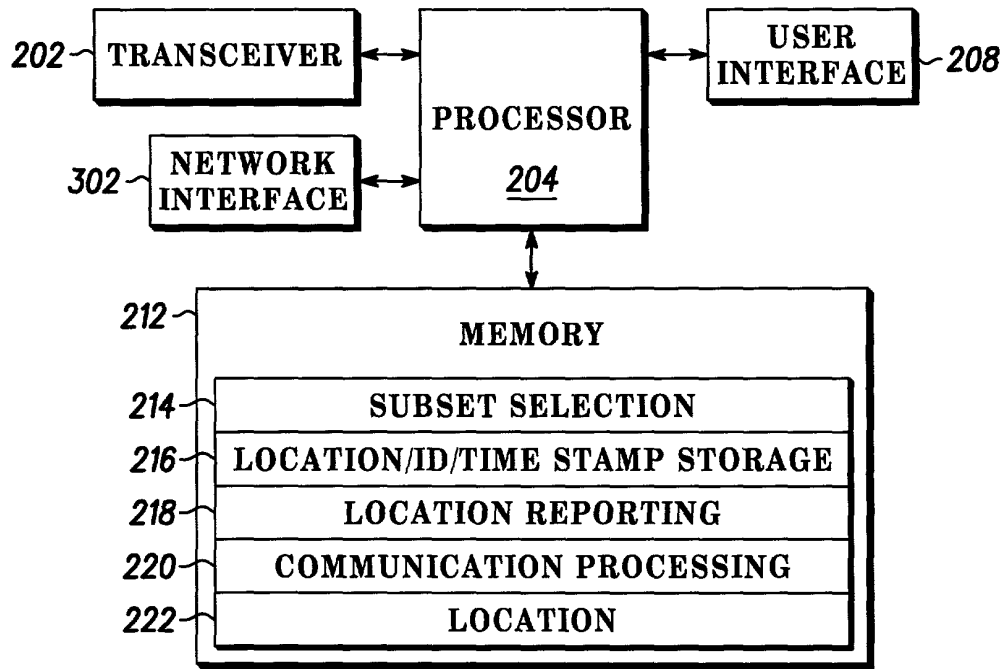 202
TRANSCEIVER
PROCESSOR
204
USER
INTERFACE
208
302
NETWORK
INTERFACE
212
MEMORY
214
SUBSET SELECTION
216
LOCATION/ID/TIME STAMP STORAGE
218
LOCATION REPORTING
220
COMMUNICATION PROCESSING
222
LOCATION